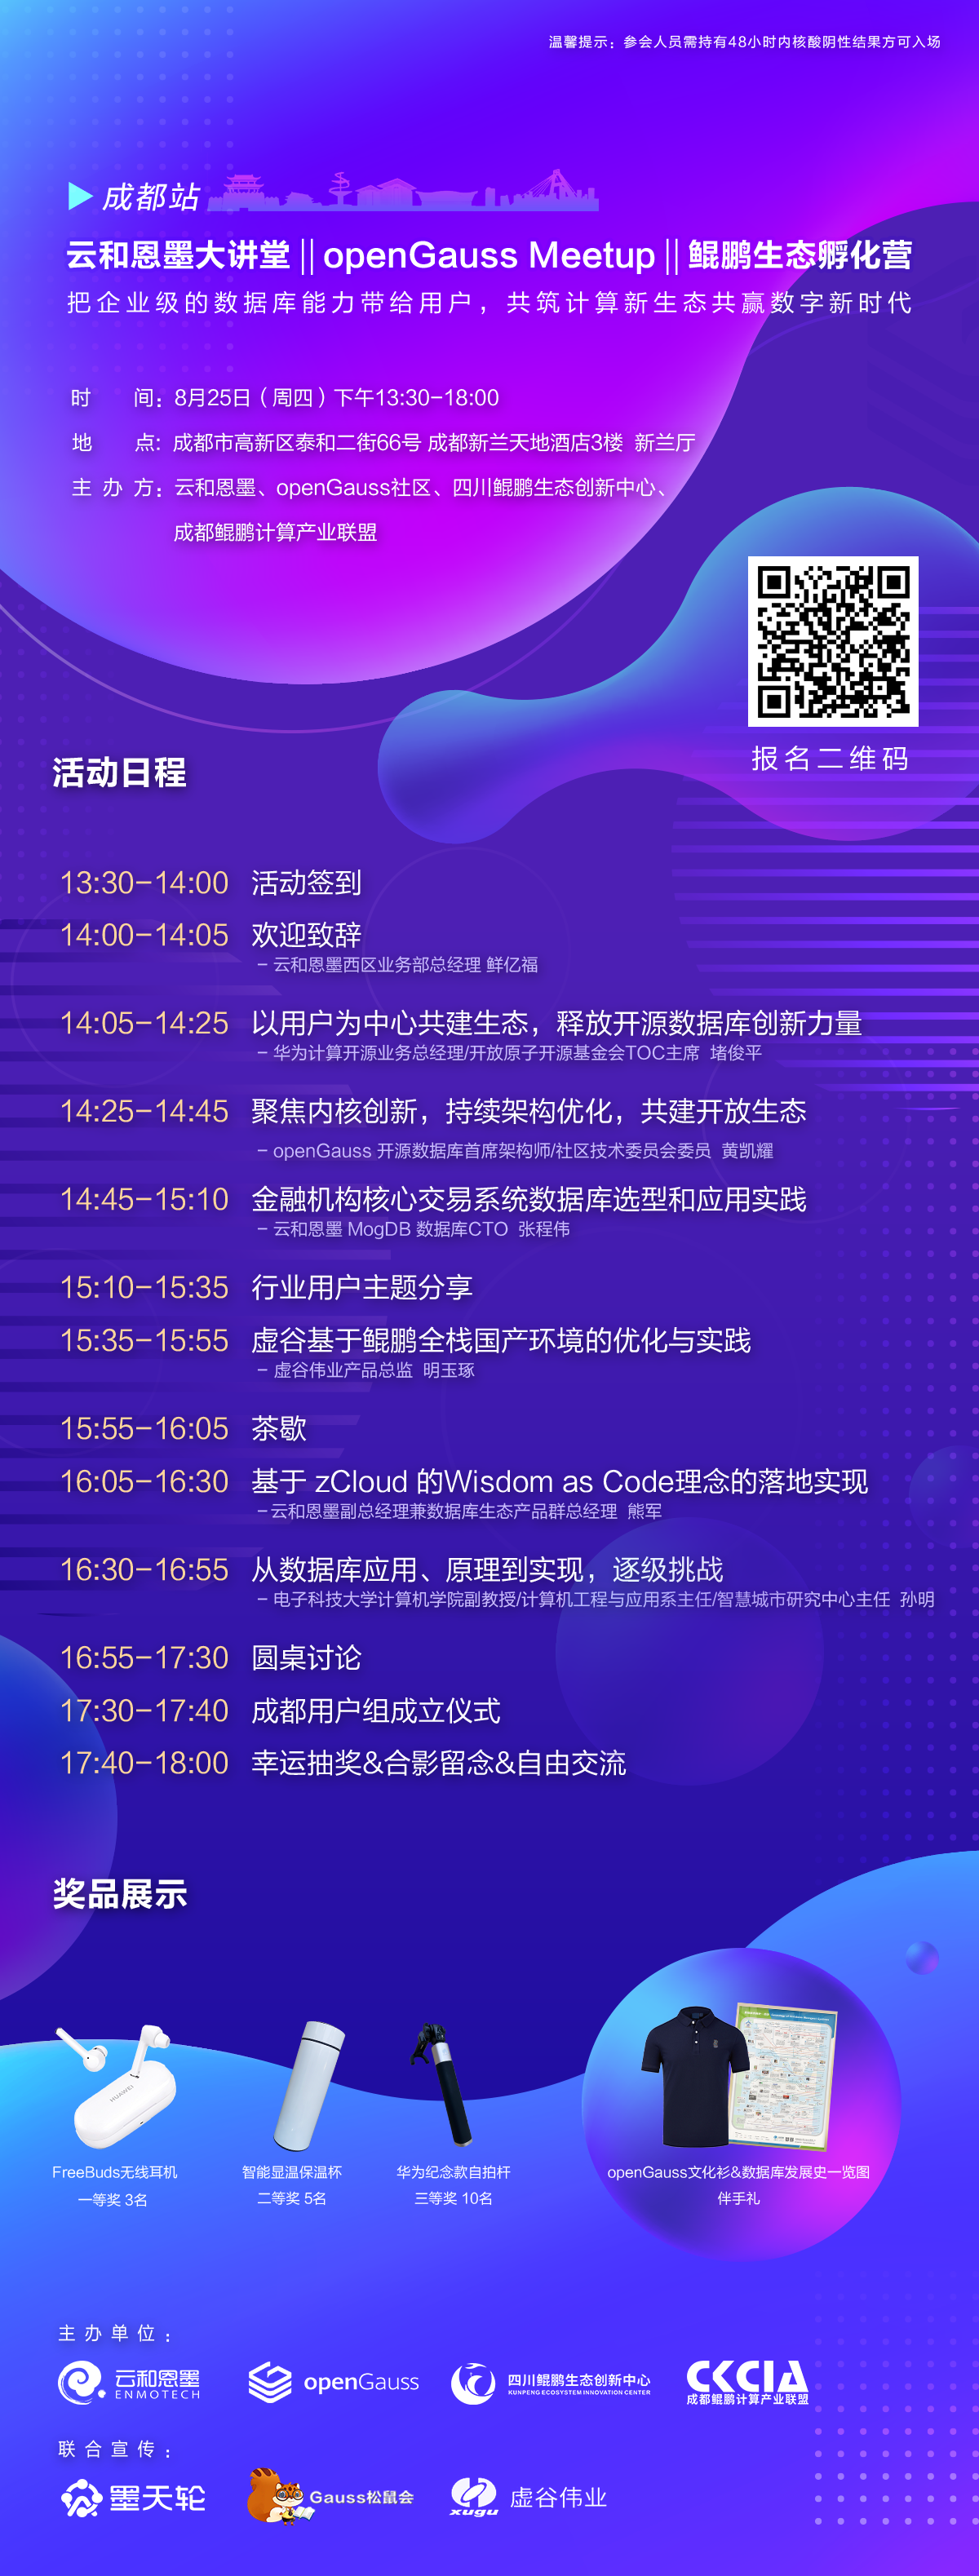 温馨提示：参会人员需持有48小时内核酸阴性结果方可入场
成都站
云和恩墨大讲堂 || openGauss Meetup || 鲲鹏生态孵化营
把企业级的数据库能力带给用户，共筑计算新生态共赢数字新时代
时 间：8月25日（周四）下午13:30-18:00
地 点：成都市高新区泰和二街66号 成都新兰天地酒店3楼 新兰厅
主 办 方：云和恩墨、openGauss社区、四川鲲鹏生态创新中心、
成都鲲鹏计算产业联盟
报名二维码
活动日程
13:30-14:00 活动签到
14:00-14:05 欢迎致辞
- 云和恩墨西区业务部总经理 鲜亿福
14:05-14:25 以用户为中心共建生态，释放开源数据库创新力量
- 华为计算开源业务总经理/开放原子开源基金会TOC主席 堵俊平
14:25-14:45 聚焦内核创新，持续架构优化，共建开放生态
- openGauss 开源数据库首席架构师/社区技术委员会委员 黄凯耀
14:45-15:10 金融机构核心交易系统数据库选型和应用实践
- 云和恩墨 MogDB 数据库CTO 张程伟
15:10-15:35 行业用户主题分享
15:35-15:55 虚谷基于鲲鹏全栈国产环境的优化与实践
- 虚谷伟业产品总监 明玉琢
15:55-16:05 茶歇
16:05-16:30 基于 zCloud 的Wisdom as Code理念的落地实现
- 云和恩墨副总经理兼数据库生态产品群总经理 熊军
16:30-16:55 从数据库应用、原理到实现，逐级挑战
- 电子科技大学计算机学院副教授/计算机工程与应用系主任/智慧城市研究中心主任 孙明
16:55-17:30 圆桌讨论
17:30-17:40 成都用户组成立仪式
17:40-18:00 幸运抽奖&合影留念&自由交流
奖品展示
HUAWEI
FreeBuds无线耳机
一等奖 3名
智能显温保温杯
二等奖 5名
华为纪念款自拍杆
三等奖 10名
openGauss文化衫&数据库发展史一览图
伴手礼
主办单位：
云和恩墨
ENMOTECH
openGauss
四川鲲鹏生态创新中心
KUNPENG ECOSYSTEM INNOVATION CENTER
CKCIA
成都鲲鹏计算产业联盟
联合宣传：
墨天轮
Gauss松鼠会
xugu
虚谷伟业